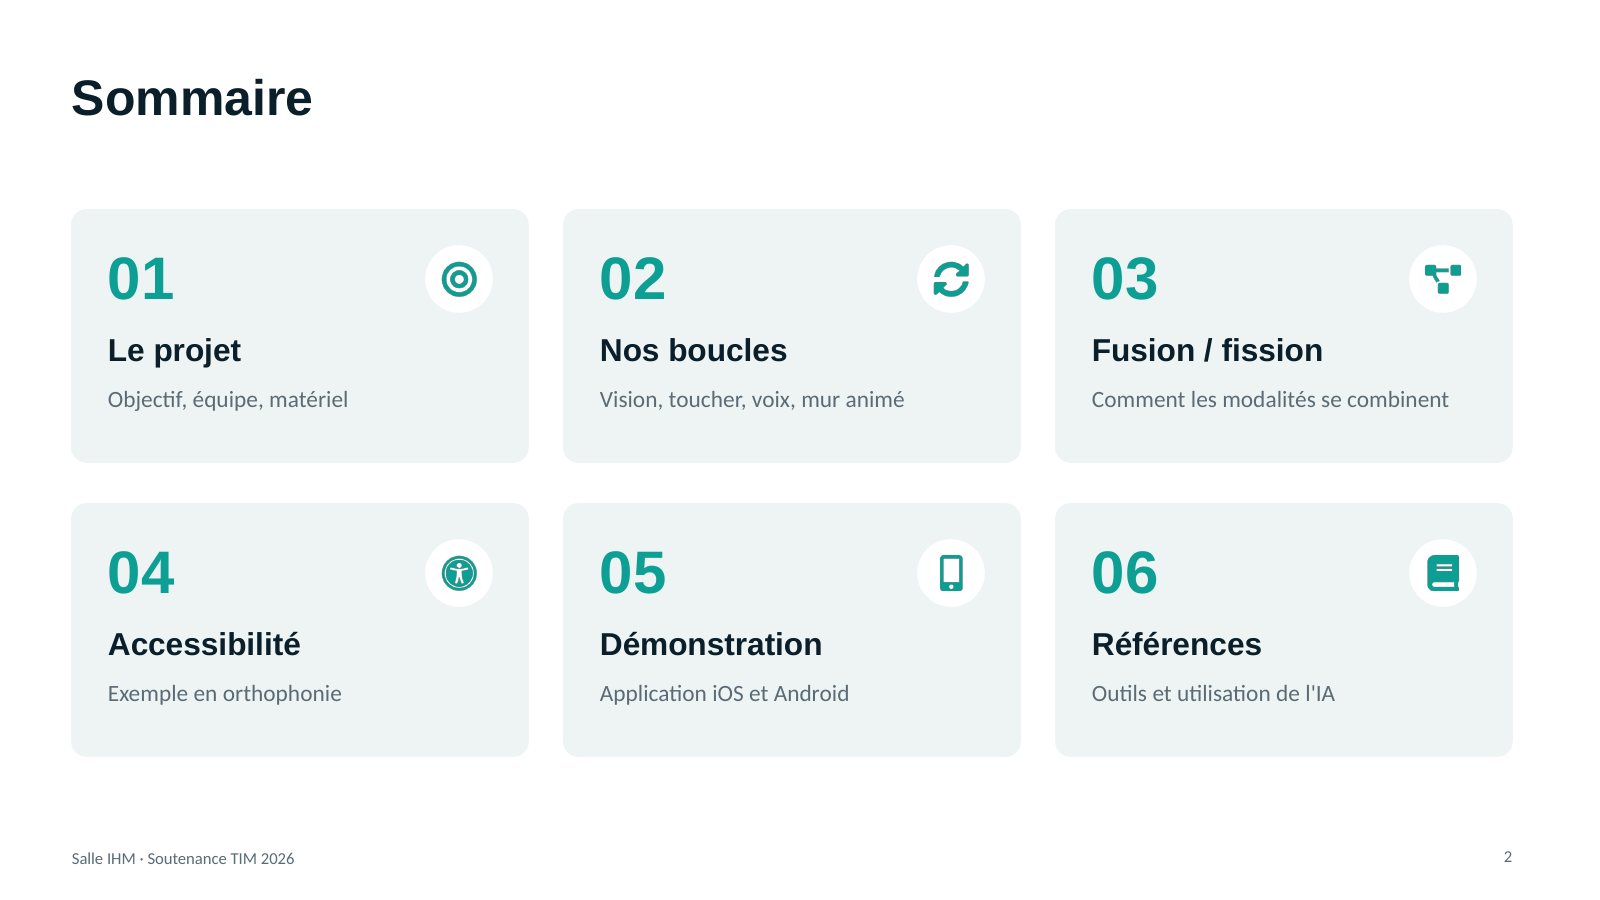 Sommaire
01
Le projet
Objectif, équipe, matériel
02
Nos boucles
Vision, toucher, voix, mur animé
03
Fusion / fission
Comment les modalités se combinent
04
Accessibilité
Exemple en orthophonie
05
Démonstration
Application iOS et Android
06
Références
Outils et utilisation de l'IA
Salle IHM · Soutenance TIM 2026
2